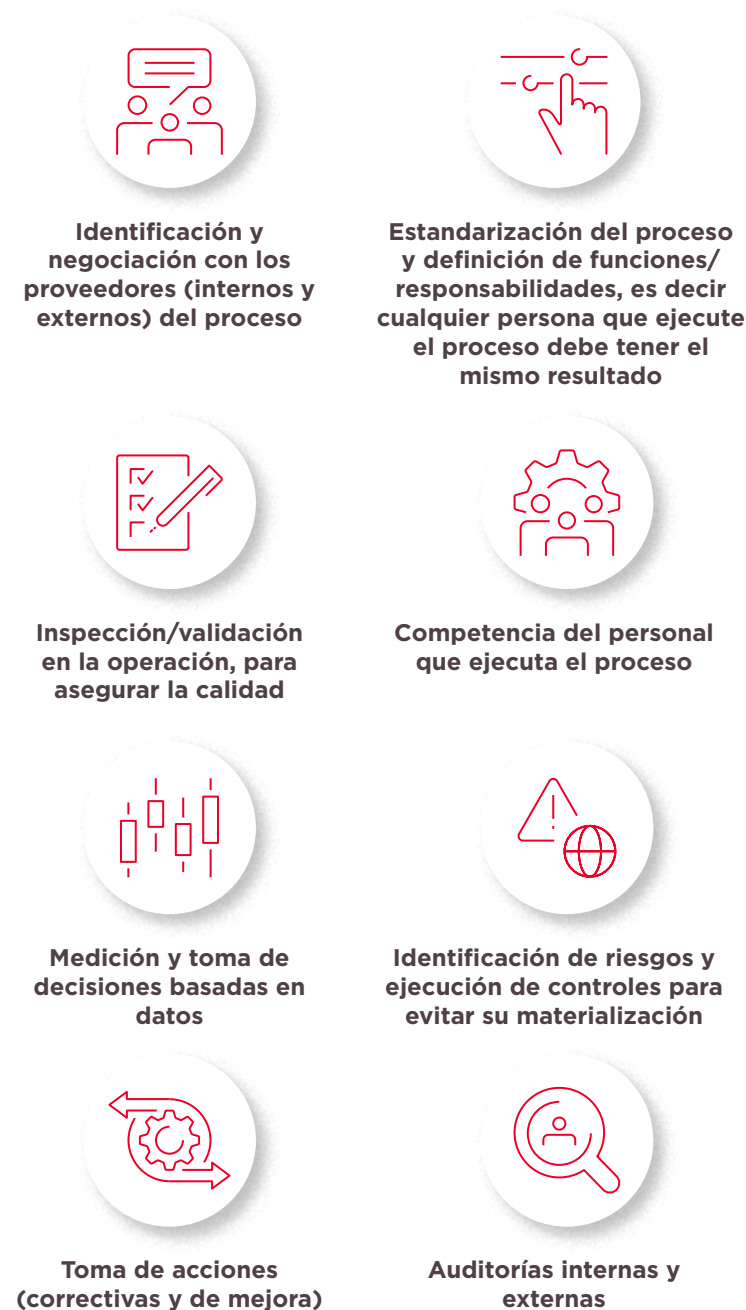 Identificación y
negociación con los
proveedores (internos y
externos) del proceso
Estandarización del proceso
y definición de funciones/
responsabilidades, es decir
cualquier persona que ejecute
el proceso debe tener el
mismo resultado
Inspección/validación
en la operación, para
asegurar la calidad
Competencia del personal
que ejecuta el proceso
Medición y toma de
decisiones basadas en
datos
Identificación de riesgos y
ejecución de controles para
evitar su materialización
Toma de acciones
(correctivas y de mejora)
Auditorías internas y
externas